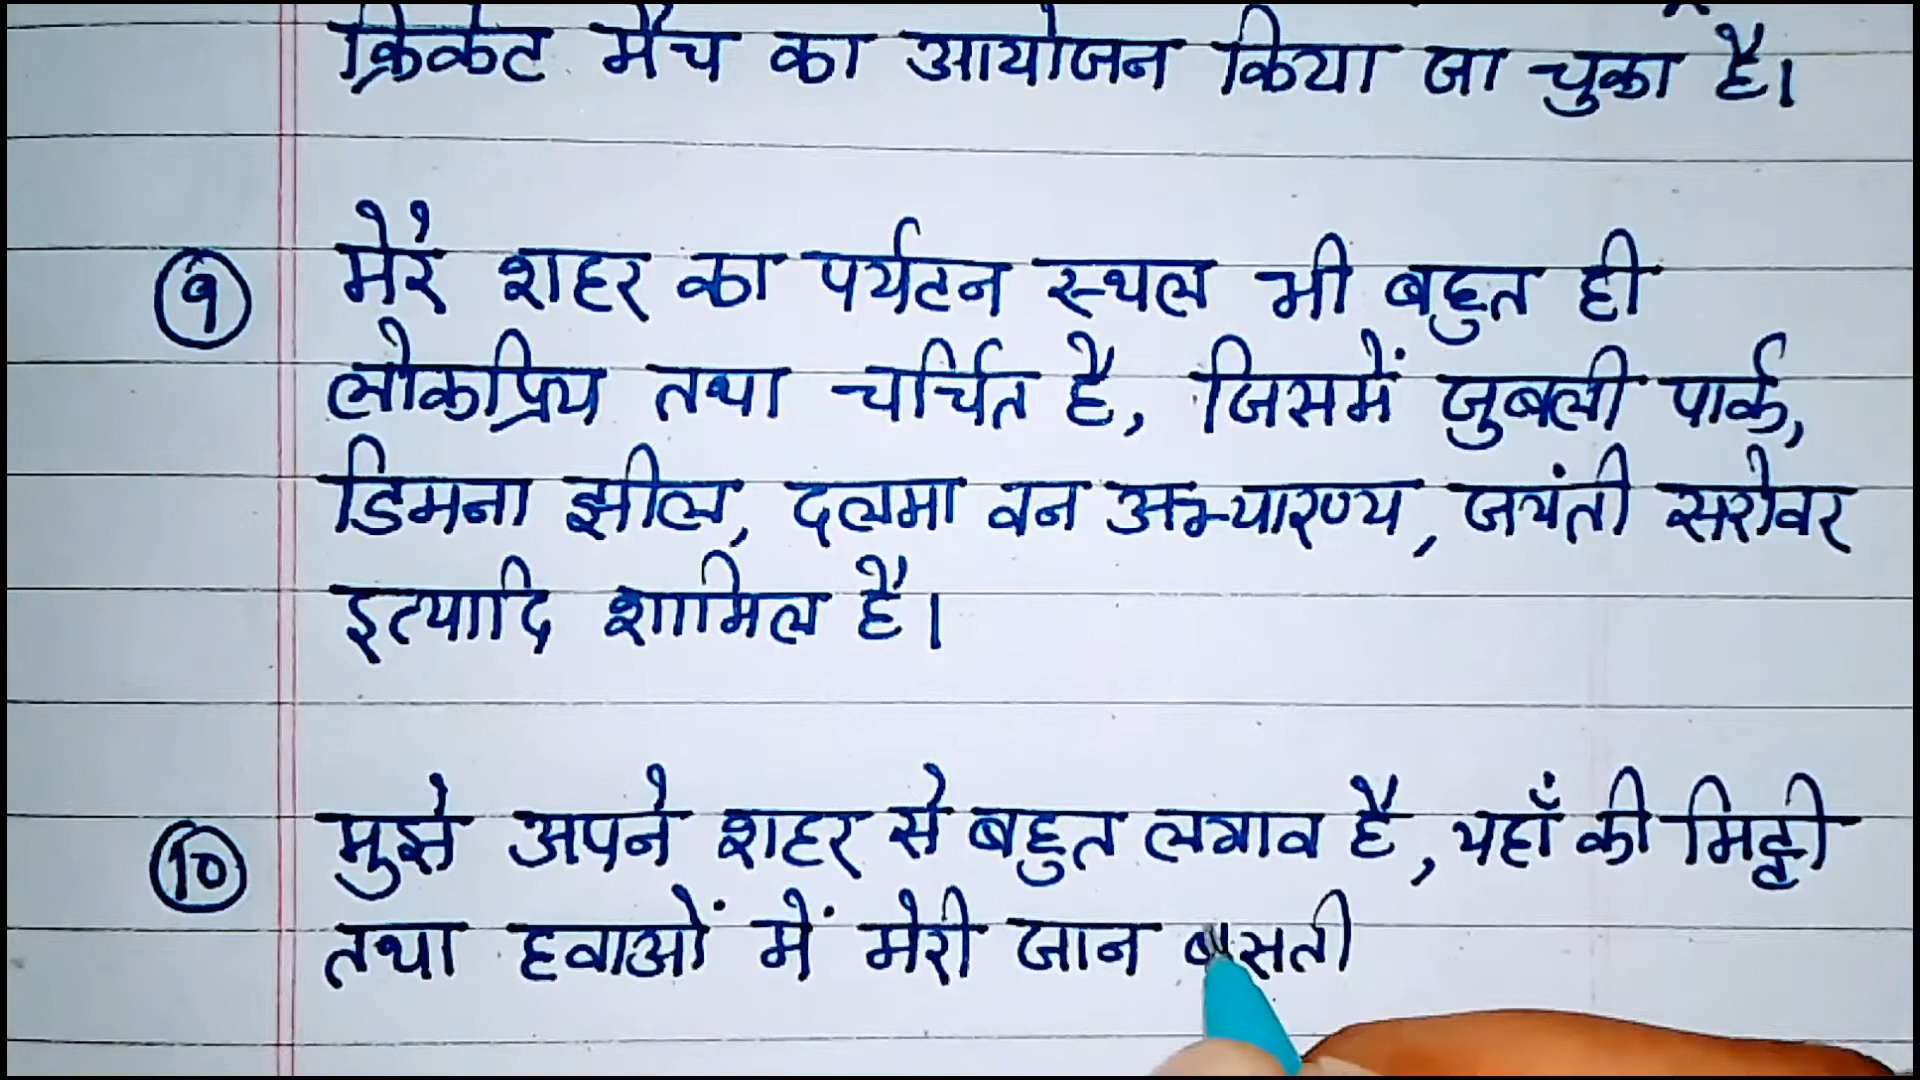 क्रिकेट मैच का आयोजन किया जा चुका है।
9 मेरे शहर का पर्यटन स्थल भी बहुत ही
लोकप्रिय तथा चर्चित है, जिसमें जुबली पार्क,
डिमना झील, दलमा वन अभ्यारण्य, जयंती सरोवर
इत्यादि शामिल है।
10 मुझे अपने शहर से बहुत लगाव है, यहाँ की मिट्टी
तथा हवाओं में मेरी जान बसती